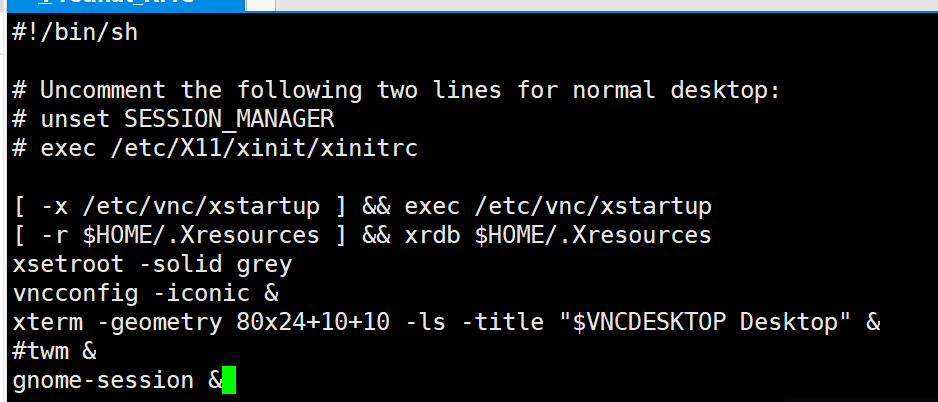 #!/bin/sh

# Uncomment the following two lines for normal desktop:
# unset SESSION_MANAGER
# exec /etc/X11/xinit/xinitrc

[ -x /etc/vnc/xstartup ] && exec /etc/vnc/xstartup
[ -r $HOME/.Xresources ] && xrdb $HOME/.Xresources
xsetroot -solid grey
vncconfig -iconic &
xterm -geometry 80x24+10+10 -ls -title "$VNCDESKTOP Desktop" &
#twm &
gnome-session &